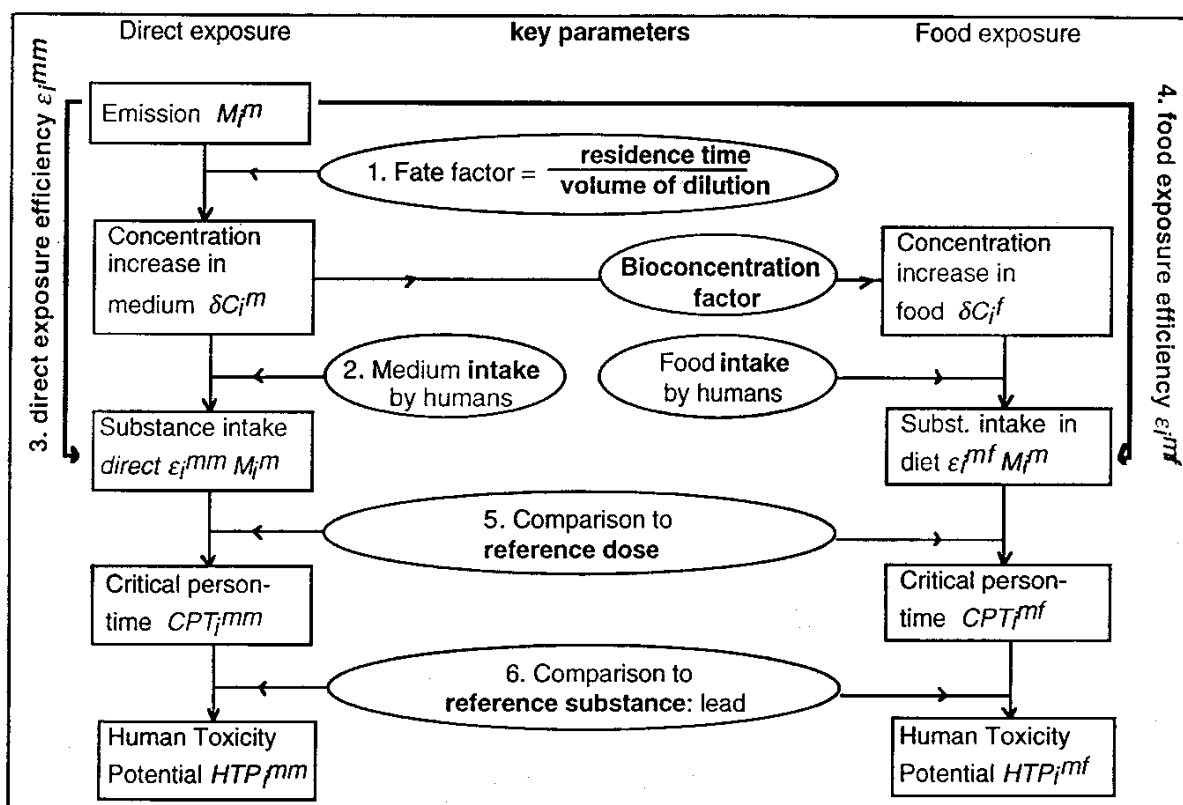 Direct exposure
key parameters
Food exposure
3. direct exposure efficiency εᵢᵐᵐ
4. food exposure efficiency εᵢᵐᶠ
Emission Mᵢᵐ
1. Fate factor = residence time
volume of dilution
Concentration
increase in
medium δCᵢᵐ
Bioconcentration
factor
Concentration
increase in
food δCᵢᶠ
2. Medium intake
by humans
Food intake
by humans
Substance intake
direct εᵢᵐᵐ Mᵢᵐ
Subst. intake in
diet εᵢᵐᶠ Mᵢᵐ
5. Comparison to
reference dose
Critical person-
time CPTᵢᵐᵐ
Critical person-
time CPTᵢᵐᶠ
6. Comparison to
reference substance: lead
Human Toxicity
Potential HTPᵢᵐᵐ
Human Toxicity
Potential HTPᵢᵐᶠ